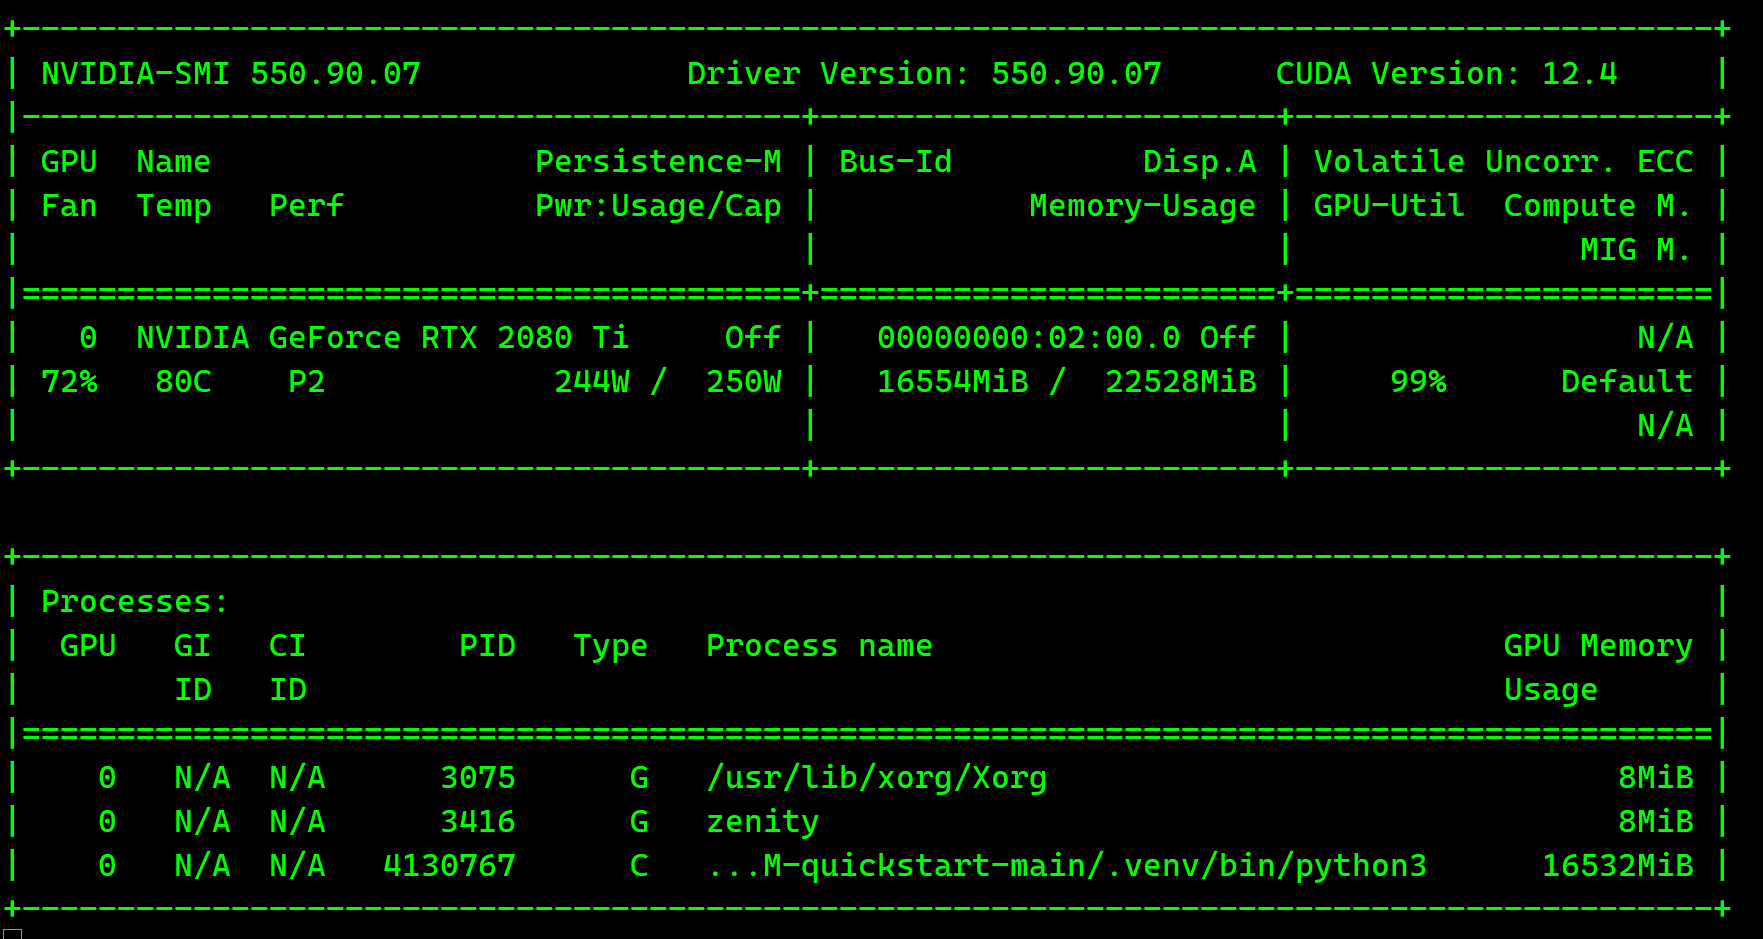 +-----------------------------------------------------------------------------------------+
| NVIDIA-SMI 550.90.07              Driver Version: 550.90.07      CUDA Version: 12.4     |
|-----------------------------------------+------------------------+----------------------+
| GPU  Name                 Persistence-M | Bus-Id          Disp.A | Volatile Uncorr. ECC |
| Fan  Temp   Perf          Pwr:Usage/Cap |           Memory-Usage | GPU-Util  Compute M. |
|                                         |                        |               MIG M. |
|=========================================+========================+======================|
|   0  NVIDIA GeForce RTX 2080 Ti     Off |   00000000:02:00.0 Off |                  N/A |
| 72%   80C    P2            244W /  250W |   16554MiB /  22528MiB |     99%      Default |
|                                         |                        |                  N/A |
+-----------------------------------------+------------------------+----------------------+

+-----------------------------------------------------------------------------------------+
| Processes:                                                                              |
|  GPU   GI   CI        PID   Type   Process name                              GPU Memory |
|        ID   ID                                                               Usage      |
|=========================================================================================|
|    0   N/A  N/A      3075      G   /usr/lib/xorg/Xorg                              8MiB |
|    0   N/A  N/A      3416      G   zenity                                          8MiB |
|    0   N/A  N/A   4130767      C   ...M-quickstart-main/.venv/bin/python3      16532MiB |
+-----------------------------------------------------------------------------------------+